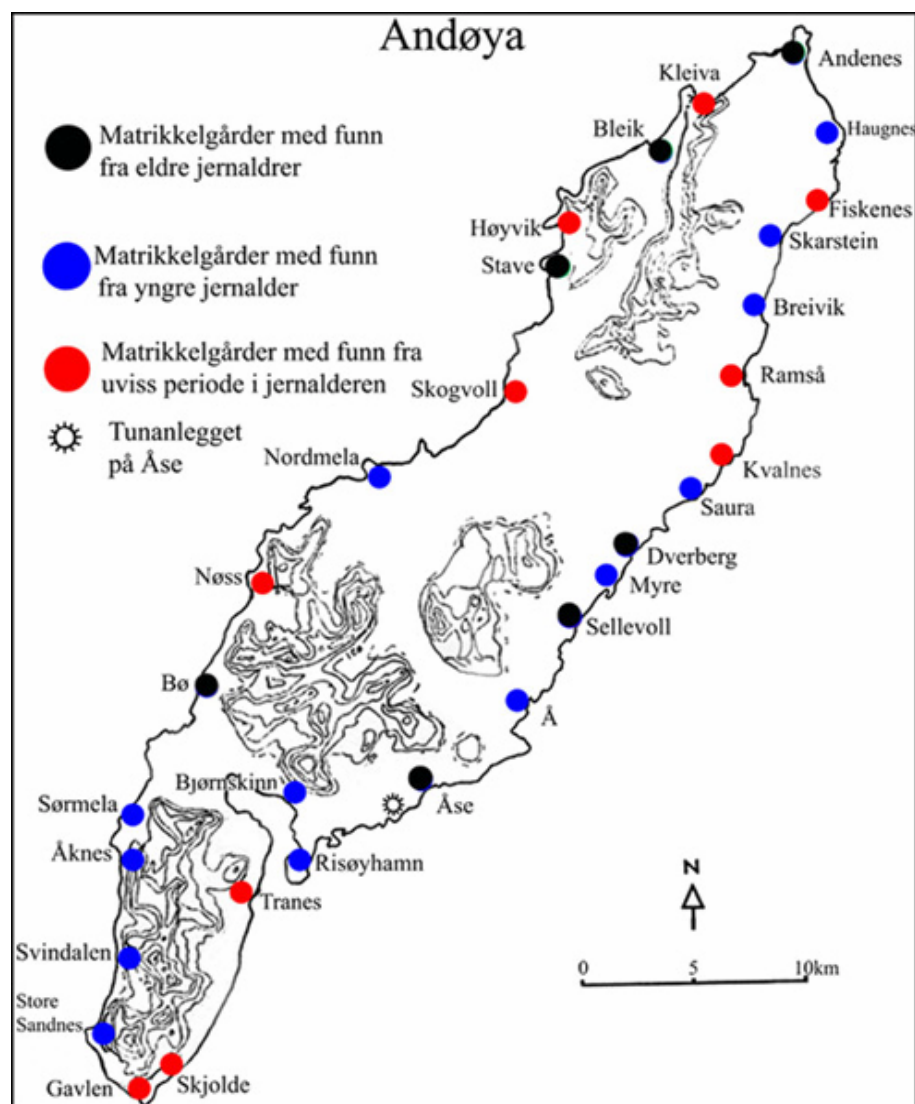 Andøya
Matrikkelgårder med funn
fra eldre jernaldrer
Matrikkelgårder med funn
fra yngre jernalder
Matrikkelgårder med funn fra
uviss periode i jernalderen
Tunanlegget
på Åse
Andenes
Kleiva
Haugnes
Bleik
Fiskenes
Høyvik
Skarstein
Stave
Breivik
Ramså
Skogvoll
Kvalnes
Nordmela
Saura
Dverberg
Nøss
Myre
Sellevoll
Bø
Å
Bjørnskinn
Åse
Sørmela
Åknes
Risøyhamn
Tranes
N
Svindalen
0 5 10km
Store
Sandnes
Gavlen
Skjolde